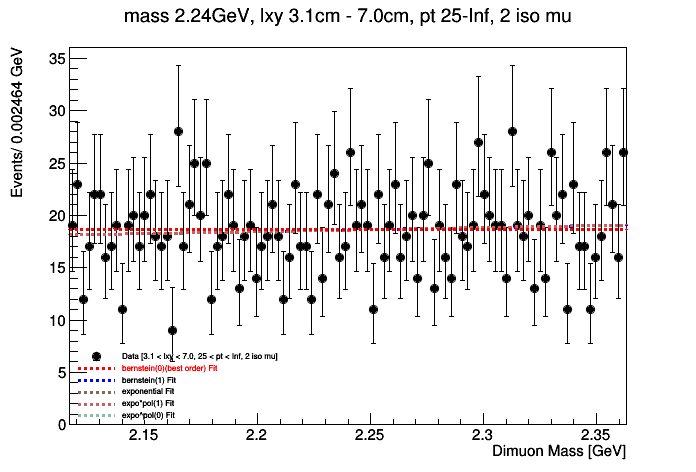 mass 2.24GeV, lxy 3.1cm - 7.0cm, pt 25-Inf, 2 iso mu
Events/ 0.002464 GeV
35
30
25
20
15
10
5
0
Data [3.1 < lxy < 7.0, 25 < pt < Inf, 2 iso mu]
bernstein(0)(best order) Fit
bernstein(1) Fit
exponential Fit
expo*pol(1) Fit
expo*pol(0) Fit
2.15
2.2
2.25
2.3
2.35
Dimuon Mass [GeV]